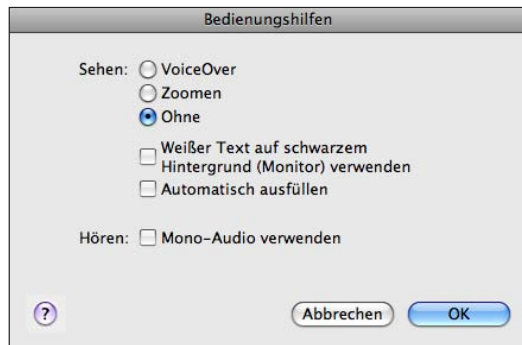 Bedienungshilfen
Sehen: VoiceOver
Zoomen
Ohne
Weißer Text auf schwarzem
Hintergrund (Monitor) verwenden
Automatisch ausfüllen
Hören: Mono-Audio verwenden
? Abbrechen OK